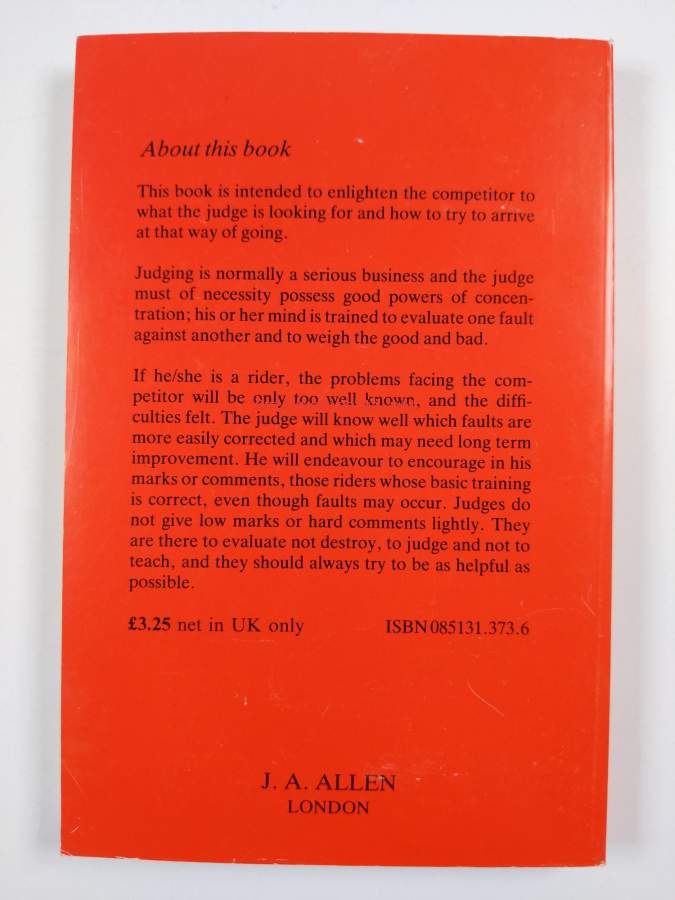 About this book
This book is intended to enlighten the competitor to
what the judge is looking for and how to try to arrive
at that way of going.
Judging is normally a serious business and the judge
must of necessity possess good powers of concen-
tration; his or her mind is trained to evaluate one fault
against another and to weigh the good and bad.
If he/she is a rider, the problems facing the com-
petitor will be only too well known, and the diffi-
culties felt. The judge will know well which faults are
more easily corrected and which may need long term
improvement. He will endeavour to encourage in his
marks or comments, those riders whose basic training
is correct, even though faults may occur. Judges do
not give low marks or hard comments lightly. They
are there to evaluate not destroy, to judge and not to
teach, and they should always try to be as helpful as
possible.
£3.25 net in UK only ISBN 085131.373.6
J. A. ALLEN
LONDON